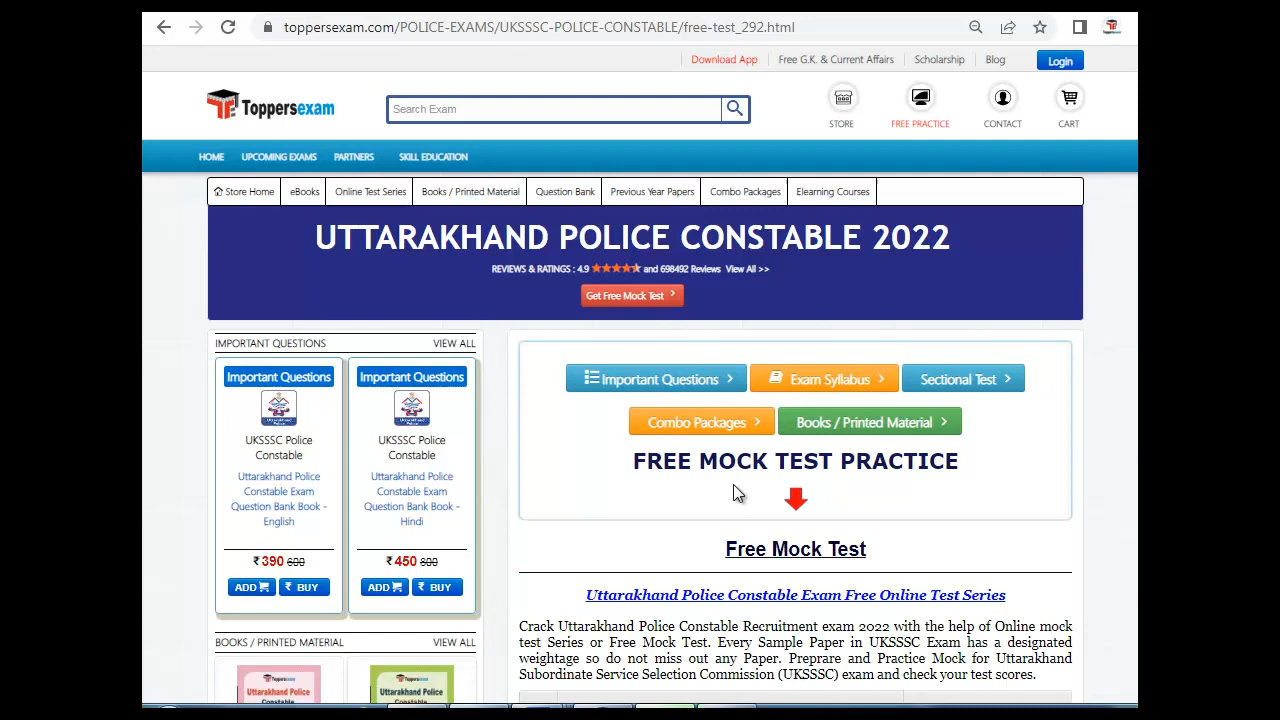 toppersexam.com/POLICE-EXAMS/UKSSSC-POLICE-CONSTABLE/free-test_292.html
Download App
Free G.K. & Current Affairs
Scholarship
Blog
Login
Toppersexam
Search Exam
STORE
FREE PRACTICE
CONTACT
CART
HOME
UPCOMING EXAMS
PARTNERS
SKILL EDUCATION
Store Home
eBooks
Online Test Series
Books / Printed Material
Question Bank
Previous Year Papers
Combo Packages
Elearning Courses
UTTARAKHAND POLICE CONSTABLE 2022
REVIEWS & RATINGS : 4.9 and 698492 Reviews View All >>
Get Free Mock Test
IMPORTANT QUESTIONS
VIEW ALL
Important Questions
UKSSSC Police
Constable
Uttarakhand Police
Constable Exam
Question Bank Book -
English
₹ 390 600
ADD
₹ BUY
Important Questions
UKSSSC Police
Constable
Uttarakhand Police
Constable Exam
Question Bank Book -
Hindi
₹ 450 800
ADD
₹ BUY
BOOKS / PRINTED MATERIAL
VIEW ALL
Toppersexam
Uttarakhand Police
Constable
Toppersexam
Uttarakhand Police
Constable
Important Questions
Exam Syllabus
Sectional Test
Combo Packages
Books / Printed Material
FREE MOCK TEST PRACTICE
Free Mock Test
Uttarakhand Police Constable Exam Free Online Test Series
Crack Uttarakhand Police Constable Recruitment exam 2022 with the help of Online mock
test Series or Free Mock Test. Every Sample Paper in UKSSSC Exam has a designated
weightage so do not miss out any Paper. Preprare and Practice Mock for Uttarakhand
Subordinate Service Selection Commission (UKSSSC) exam and check your test scores.